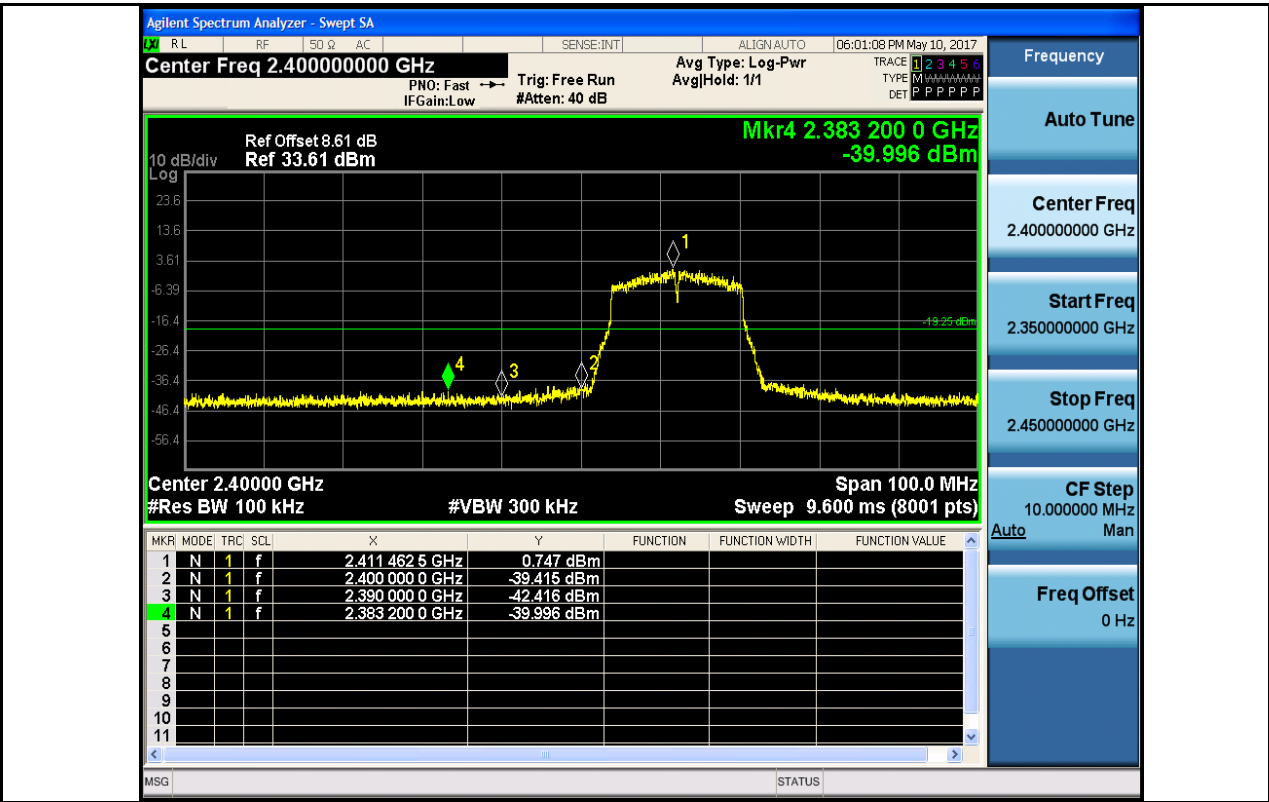 Agilent Spectrum Analyzer - Swept SA
LXI RL RF 50 Ω AC SENSE:INT ALIGN AUTO 06:01:08 PM May 10, 2017
Center Freq 2.400000000 GHz
PNO: Fast
IFGain:Low
Trig: Free Run
#Atten: 40 dB
Avg Type: Log-Pwr
Avg|Hold: 1/1
TRACE 1 2 3 4 5 6
TYPE M
DET P P P P P P
Mkr4 2.383 200 0 GHz
-39.996 dBm
Ref Offset 8.61 dB
10 dB/div Ref 33.61 dBm
Log
23.6
13.6
3.61
-6.39
-16.4
-26.4
-36.4
-46.4
-56.4
1
-19.25 dBm
4
3
2
Center 2.40000 GHz Span 100.0 MHz
#Res BW 100 kHz #VBW 300 kHz Sweep 9.600 ms (8001 pts)
MKR MODE TRC SCL X Y FUNCTION FUNCTION WIDTH FUNCTION VALUE
1 N 1 f 2.411 462 5 GHz 0.747 dBm
2 N 1 f 2.400 000 0 GHz -39.415 dBm
3 N 1 f 2.390 000 0 GHz -42.416 dBm
4 N 1 f 2.383 200 0 GHz -39.996 dBm
5
6
7
8
9
10
11
MSG STATUS
Frequency
Auto Tune
Center Freq
2.400000000 GHz
Start Freq
2.350000000 GHz
Stop Freq
2.450000000 GHz
CF Step
10.000000 MHz
Auto Man
Freq Offset
0 Hz